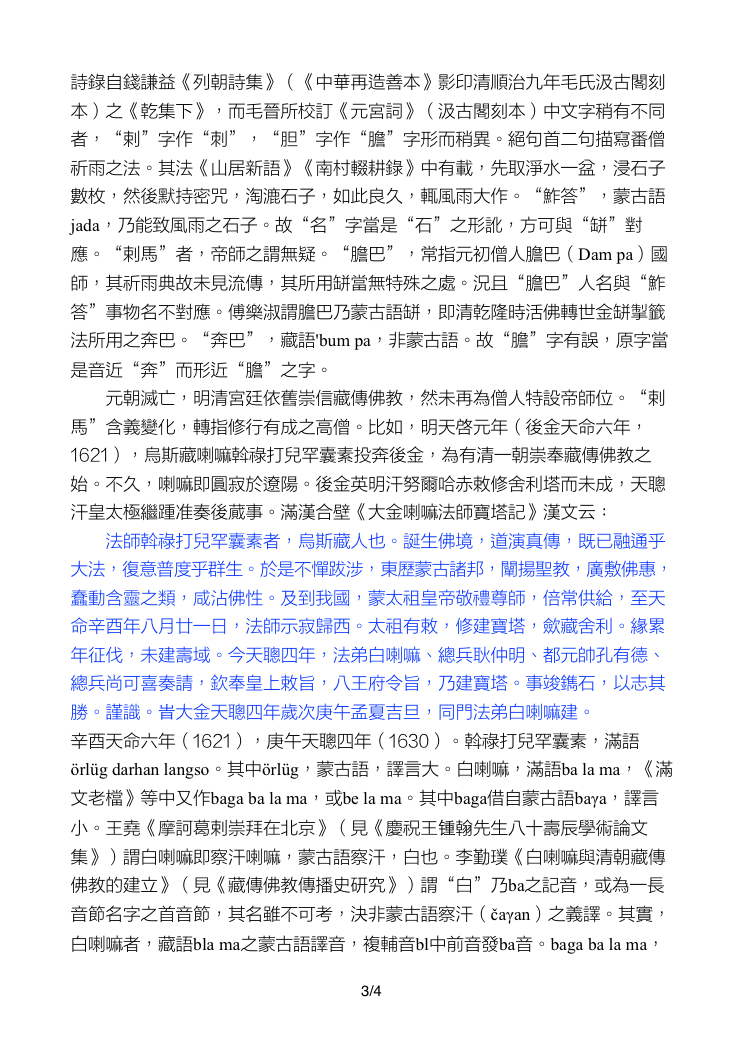 詩錄自錢謙益《列朝詩集》（《中華再造善本》影印清順治九年毛氏汲古閣刻
本）之《乾集下》，而毛晉所校訂《元宮詞》（汲古閣刻本）中文字稍有不同
者，“剌”字作“刺”，“胆”字作“膽”字形而稍異。絕句首二句描寫番僧
祈雨之法。其法《山居新語》《南村輟耕錄》中有載，先取淨水一盆，浸石子
數枚，然後默持密咒，淘漉石子，如此良久，輒風雨大作。“鮓答”，蒙古語
jada，乃能致風雨之石子。故“名”字當是“石”之形訛，方可與“缾”對
應。“剌馬”者，帝師之謂無疑。“膽巴”，常指元初僧人膽巴（Dam pa）國
師，其祈雨典故未見流傳，其所用缾當無特殊之處。況且“膽巴”人名與“鮓
答”事物名不對應。傅樂淑謂膽巴乃蒙古語缾，即清乾隆時活佛轉世金缾掣籤
法所用之奔巴。“奔巴”，藏語'bum pa，非蒙古語。故“膽”字有誤，原字當
是音近“奔”而形近“膽”之字。
元朝滅亡，明清宮廷依舊崇信藏傳佛教，然未再為僧人特設帝師位。“剌
馬”含義變化，轉指修行有成之高僧。比如，明天啓元年（後金天命六年，
1621），烏斯藏喇嘛斡祿打兒罕囊素投奔後金，為有清一朝崇奉藏傳佛教之
始。不久，喇嘛即圓寂於遼陽。後金英明汗努爾哈赤敕修舍利塔而未成，天聰
汗皇太極繼踵准奏後蕆事。滿漢合璧《大金喇嘛法師寶塔記》漢文云：
法師斡祿打兒罕囊素者，烏斯藏人也。誕生佛境，道演真傳，既已融通乎
大法，復意普度乎群生。於是不憚跋涉，東歷蒙古諸邦，闡揚聖教，廣敷佛惠，
蠢動含靈之類，咸沾佛性。及到我國，蒙太祖皇帝敬禮尊師，倍常供給，至天
命辛酉年八月廿一日，法師示寂歸西。太祖有敕，修建寶塔，歛藏舍利。緣累
年征伐，未建壽域。今天聰四年，法弟白喇嘛、總兵耿仲明、都元帥孔有德、
總兵尚可喜奏請，欽奉皇上敕旨，八王府令旨，乃建寶塔。事竣鐫石，以志其
勝。謹識。旹大金天聰四年歲次庚午孟夏吉旦，同門法弟白喇嘛建。
辛酉天命六年（1621），庚午天聰四年（1630）。斡祿打兒罕囊素，滿語
örlüg darhan langso。其中örlüg，蒙古語，譯言大。白喇嘛，滿語ba la ma，《滿
文老檔》等中又作baga ba la ma，或be la ma。其中baga借自蒙古語baγa，譯言
小。王堯《摩訶葛剌崇拜在北京》（見《慶祝王锺翰先生八十壽辰學術論文
集》）謂白喇嘛即察汗喇嘛，蒙古語察汗，白也。李勤璞《白喇嘛與清朝藏傳
佛教的建立》（見《藏傳佛教傳播史研究》）謂“白”乃ba之記音，或為一長
音節名字之首音節，其名雖不可考，決非蒙古語察汗（čaγan）之義譯。其實，
白喇嘛者，藏語bla ma之蒙古語譯音，複輔音bl中前音發ba音。baga ba la ma，
3/4